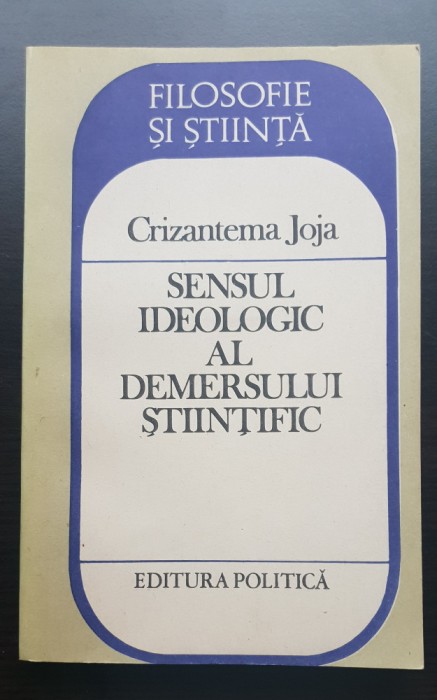 FILOSOFIE
ȘI ȘTIINȚĂ
Crizantema Joja
SENSUL
IDEOLOGIC
AL
DEMERSULUI
ȘTIINȚIFIC
EDITURA POLITICĂ